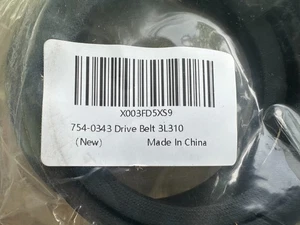 X003FD5XS9
754-0343 Drive Belt 3L310
(New) Made In China